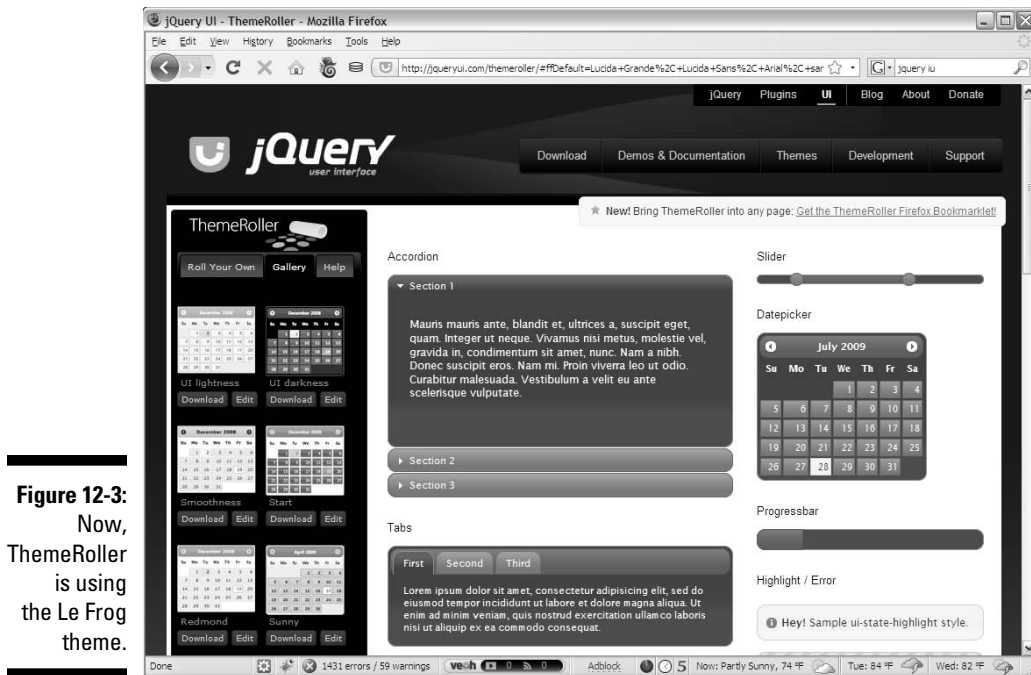 jQuery UI - ThemeRoller - Mozilla Firefox
File Edit View History Bookmarks Tools Help
http://jqueryui.com/themeroller/#ffDefault=Lucida+Grande%2C+Lucida+Sans%2C+Arial%2C+sar
jquery iu
jQuery Plugins UI Blog About Donate
jQuery
user interface
Download Demos & Documentation Themes Development Support
New! Bring ThemeRoller into any page: Get the ThemeRoller Firefox Bookmarklet!
ThemeRoller
Roll Your Own Gallery Help
UI lightness UI darkness
Download Edit Download Edit
Smoothness Start
Download Edit Download Edit
Redmond Sunny
Download Edit Download Edit
Accordion
Section 1
Mauris mauris ante, blandit et, ultrices a, suscipit eget,
quam. Integer ut neque. Vivamus nisi metus, molestie vel,
gravida in, condimentum sit amet, nunc. Nam a nibh.
Donec suscipit eros. Nam mi. Proin viverra leo ut odio.
Curabitur malesuada. Vestibulum a velit eu ante
scelerisque vulputate.
Section 2
Section 3
Tabs
First Second Third
Lorem ipsum dolor sit amet, consectetur adipisicing elit, sed do
eiusmod tempor incididunt ut labore et dolore magna aliqua. Ut
enim ad minim veniam, quis nostrud exercitation ullamco laboris
nisi ut aliquip ex ea commodo consequat.
Slider
Datepicker
July 2009
Su Mo Tu We Th Fr Sa
1 2 3 4
5 6 7 8 9 10 11
12 13 14 15 16 17 18
19 20 21 22 23 24 25
26 27 28 29 30 31
Progressbar
Highlight / Error
Hey! Sample ui-state-highlight style.
Done 1431 errors / 59 warnings veoh 0 0 Adblock 5 Now: Partly Sunny, 74 °F Tue: 84 °F Wed: 82 °F
Figure 12-3:
Now,
ThemeRoller
is using
the Le Frog
theme.